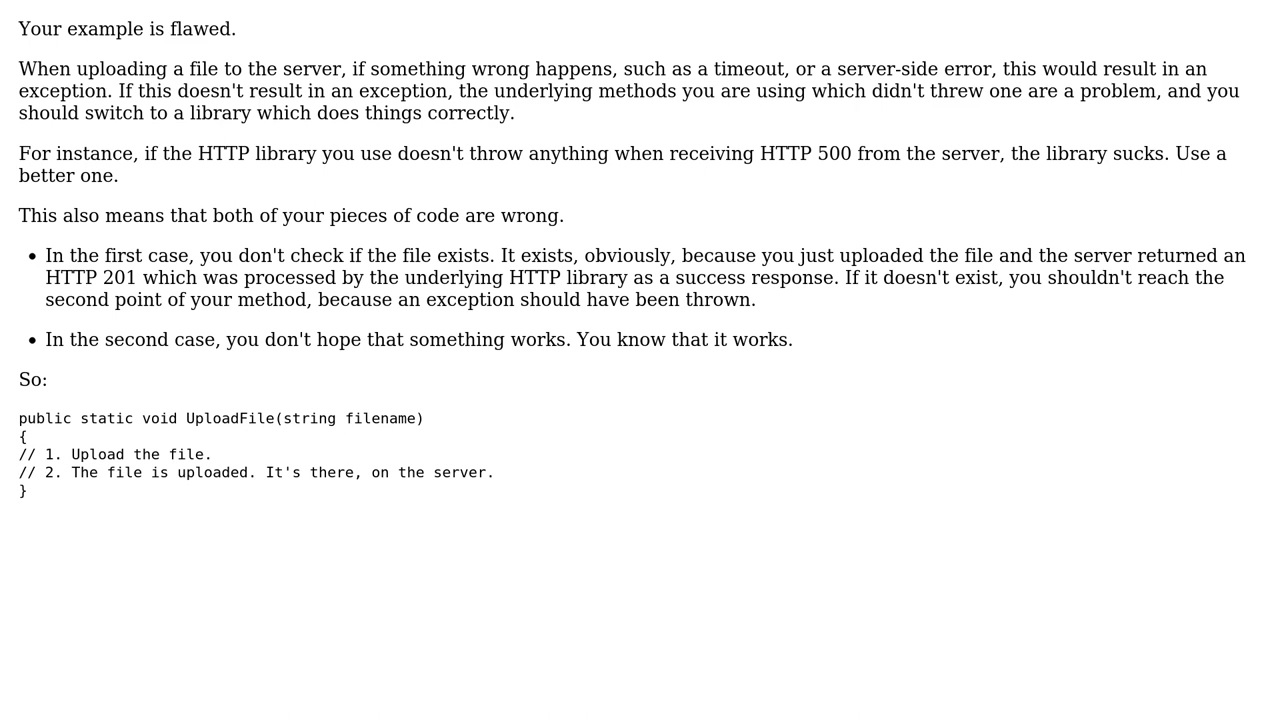 Your example is flawed.
When uploading a file to the server, if something wrong happens, such as a timeout, or a server-side error, this would result in an
exception. If this doesn't result in an exception, the underlying methods you are using which didn't threw one are a problem, and you
should switch to a library which does things correctly.
For instance, if the HTTP library you use doesn't throw anything when receiving HTTP 500 from the server, the library sucks. Use a
better one.
This also means that both of your pieces of code are wrong.
• In the first case, you don't check if the file exists. It exists, obviously, because you just uploaded the file and the server returned an
HTTP 201 which was processed by the underlying HTTP library as a success response. If it doesn't exist, you shouldn't reach the
second point of your method, because an exception should have been thrown.
• In the second case, you don't hope that something works. You know that it works.
So:
public static void UploadFile(string filename)
{
// 1. Upload the file.
// 2. The file is uploaded. It's there, on the server.
}